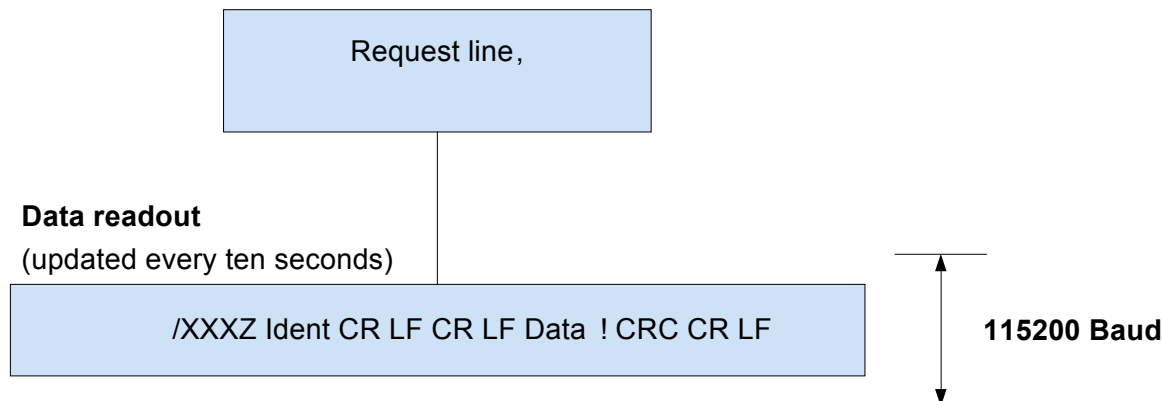 Request line,
Data readout
(updated every ten seconds)
/XXXZ Ident CR LF CR LF Data ! CRC CR LF
115200 Baud